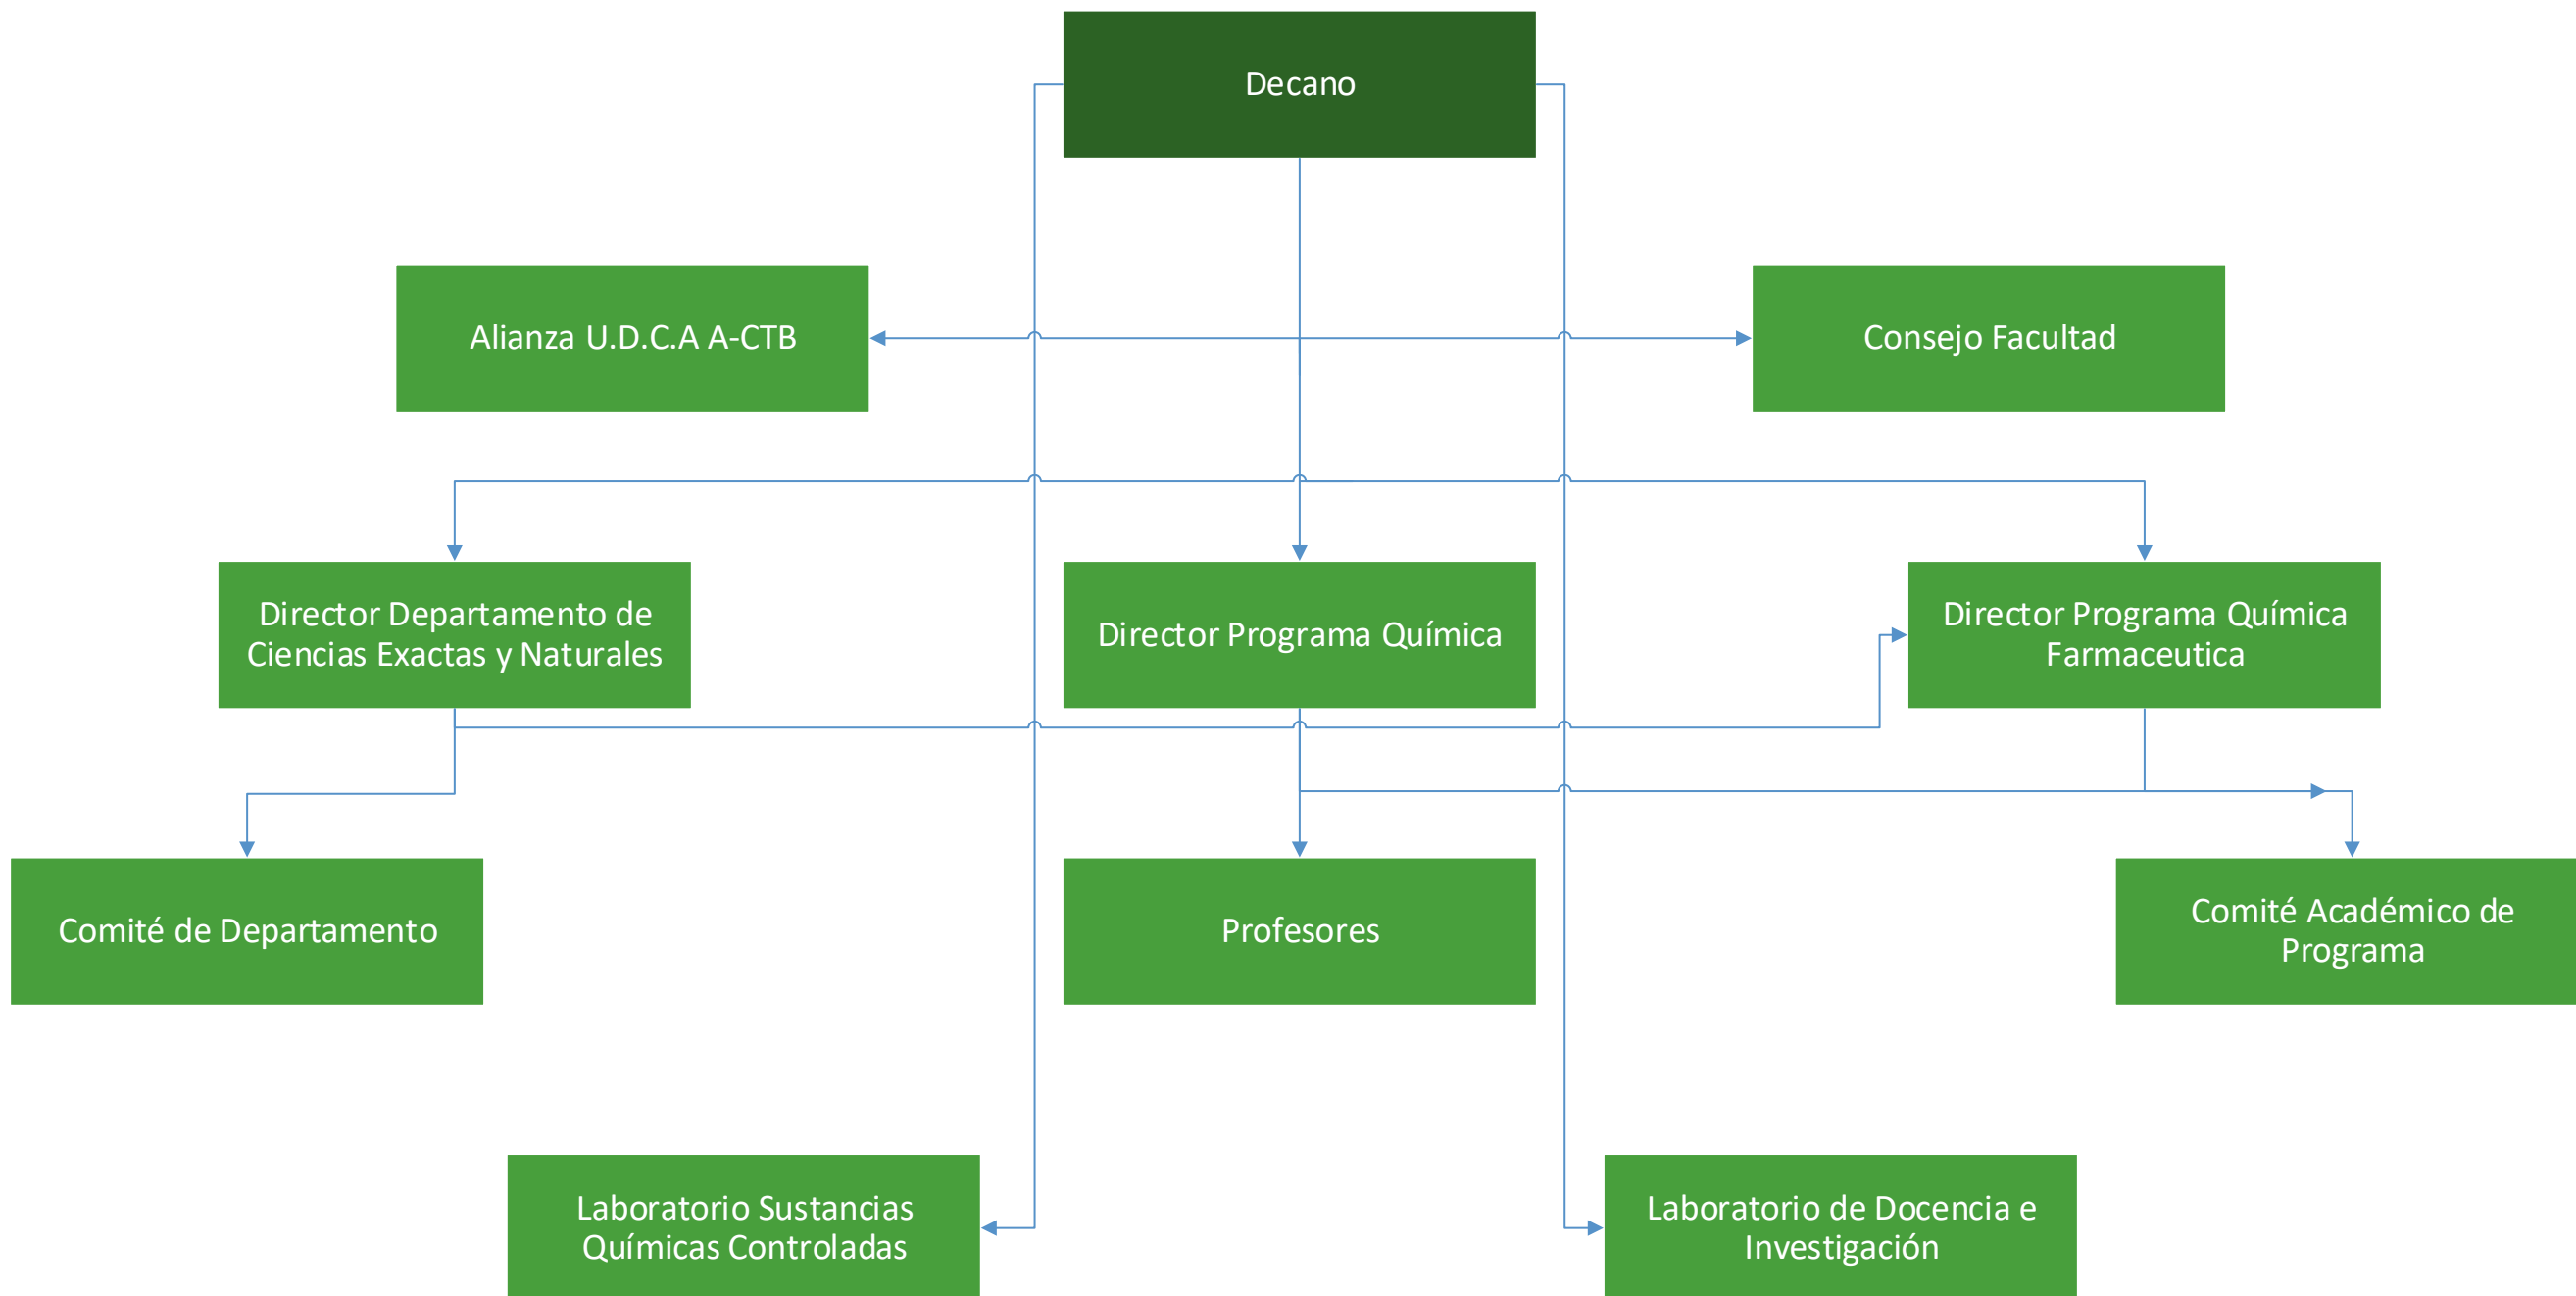 Decano
Alianza U.D.C.A A-CTB
Consejo Facultad
Director Departamento de
Ciencias Exactas y Naturales
Director Programa Química
Director Programa Química
Farmaceutica
Comité de Departamento
Profesores
Comité Académico de
Programa
Laboratorio Sustancias
Químicas Controladas
Laboratorio de Docencia e
Investigación